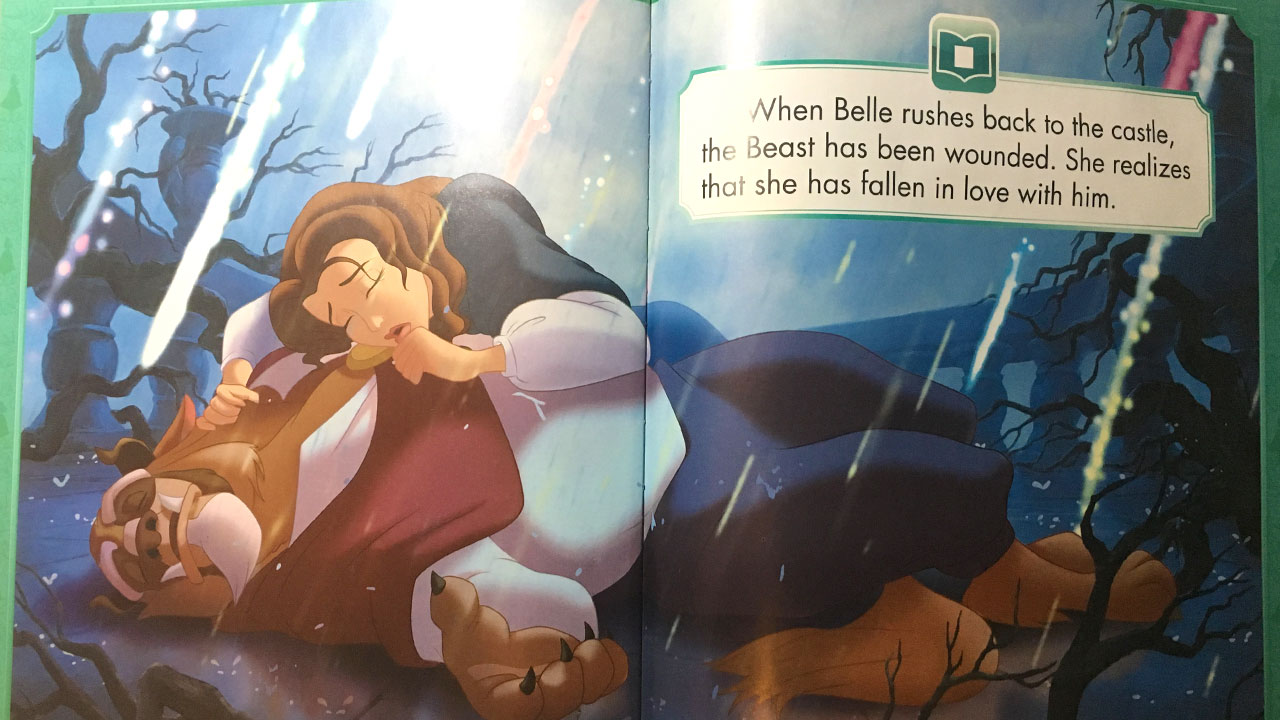 When Belle rushes back to the castle,
the Beast has been wounded. She realizes
that she has fallen in love with him.